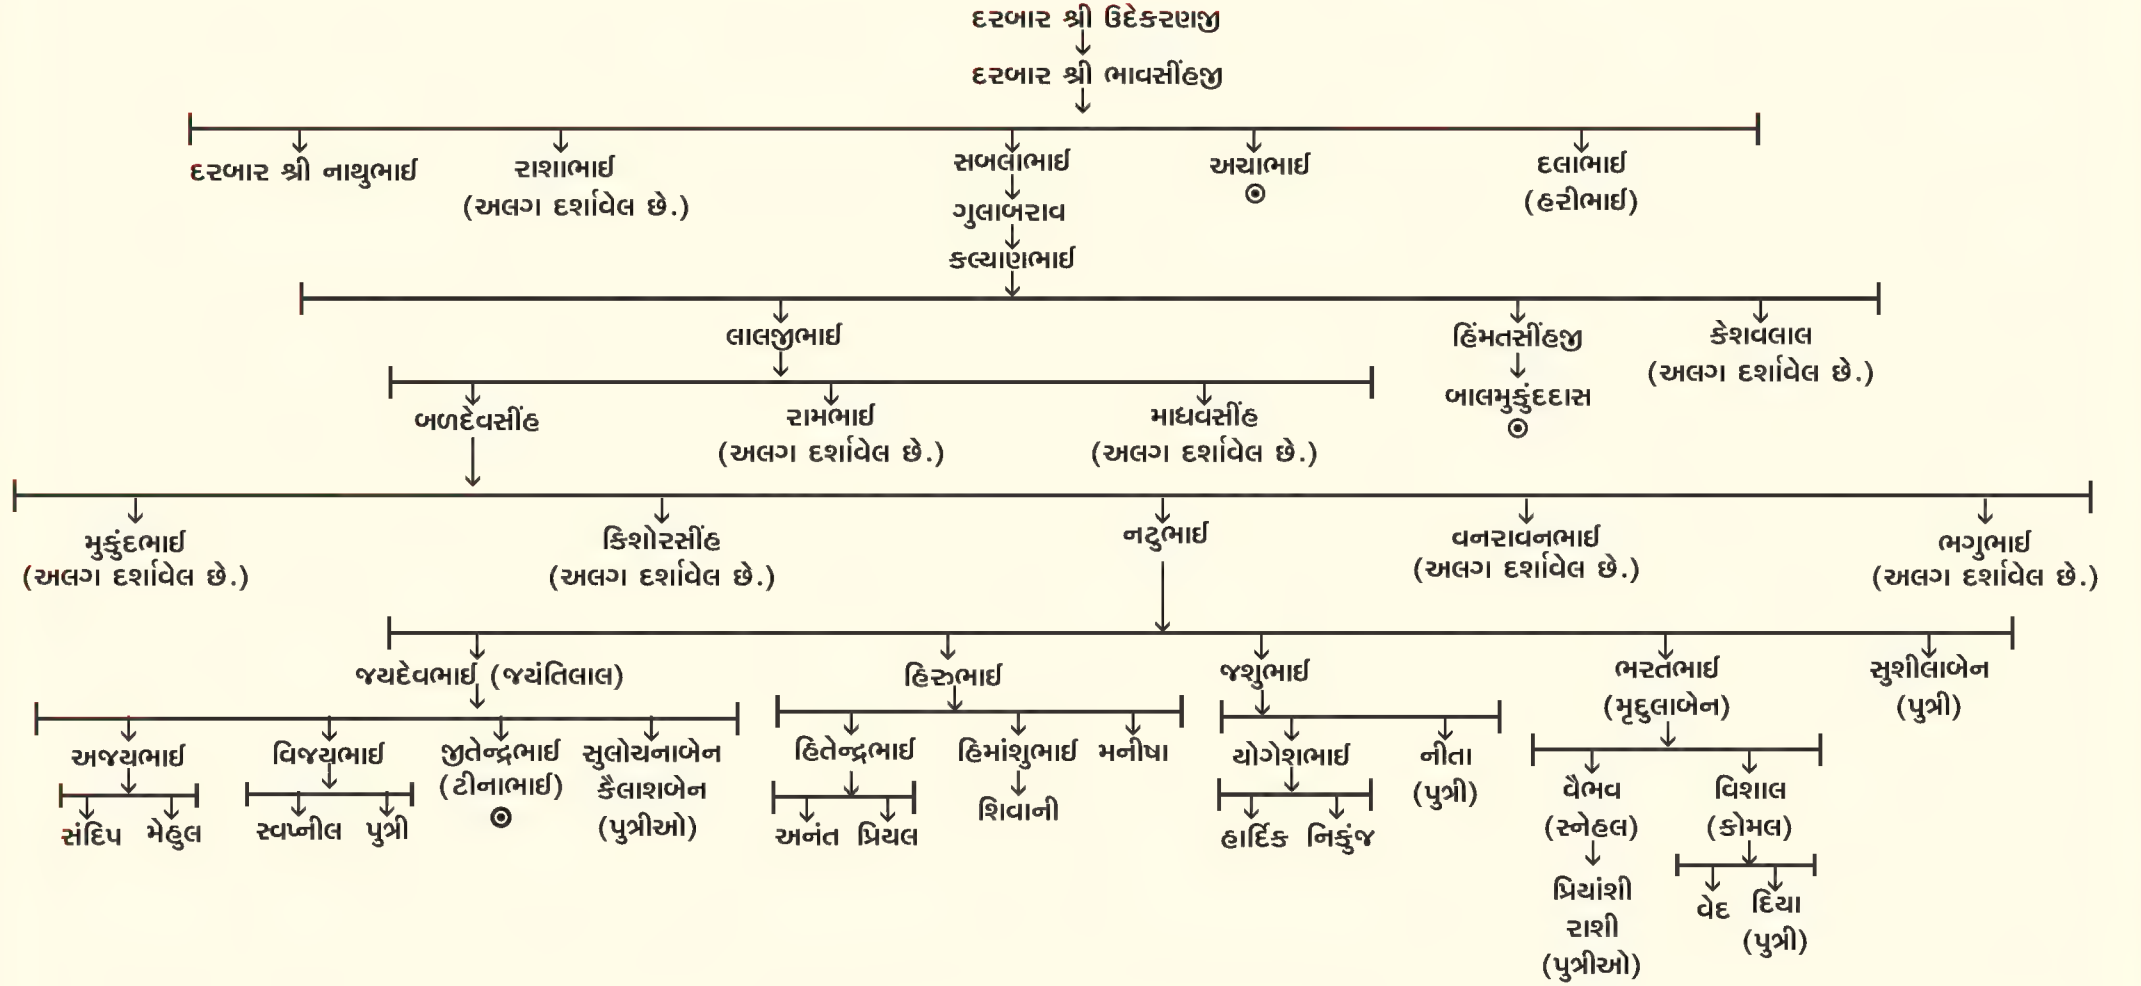 દરબાર શ્રી ઉદેકરણજી
દરબાર શ્રી ભાવસીંહજી
દરબાર શ્રી નાથુભાઈ
રાશાભાઈ
(અલગ દર્શાવેલ છે.)
સબલાભાઈ
અચાભાઈ
દલાભાઈ
(હરીભાઈ)
ગુલાબરાવ
કલ્યાણભાઈ
લાલજીભાઈ
હિંમતસીંહજી
કેશવલાલ
(અલગ દર્શાવેલ છે.)
બાલમુકુંદદાસ
બળદેવસીંહ
રામભાઈ
(અલગ દર્શાવેલ છે.)
માધવસીંહ
(અલગ દર્શાવેલ છે.)
મુકુંદભાઈ
(અલગ દર્શાવેલ છે.)
કિશોરસીંહ
(અલગ દર્શાવેલ છે.)
નટુભાઈ
વનરાવનભાઈ
(અલગ દર્શાવેલ છે.)
ભગુભાઈ
(અલગ દર્શાવેલ છે.)
જયદેવભાઈ (જયંતિલાલ)
હિરુભાઈ
જશુભાઈ
ભરતભાઈ
(મૃદુલાબેન)
સુશીલાબેન
(પુત્રી)
અજયભાઈ
વિજયભાઈ
જીતેન્દ્રભાઈ
(ટીનાભાઈ)
સુલોચનાબેન
કૈલાશબેન
(પુત્રીઓ)
હિતેન્દ્રભાઈ
હિમાંશુભાઈ
મનીષા
યોગેશભાઈ
નીતા
(પુત્રી)
વૈભવ
(સ્નેહલ)
વિશાલ
(કોમલ)
સંદિપ
મેહુલ
સ્વપ્નીલ
પુત્રી
અનંત
પ્રિયલ
શિવાની
હાર્દિક
નિકુંજ
પ્રિયાંશી
રાશી
(પુત્રીઓ)
વેદ
દિયા
(પુત્રી)